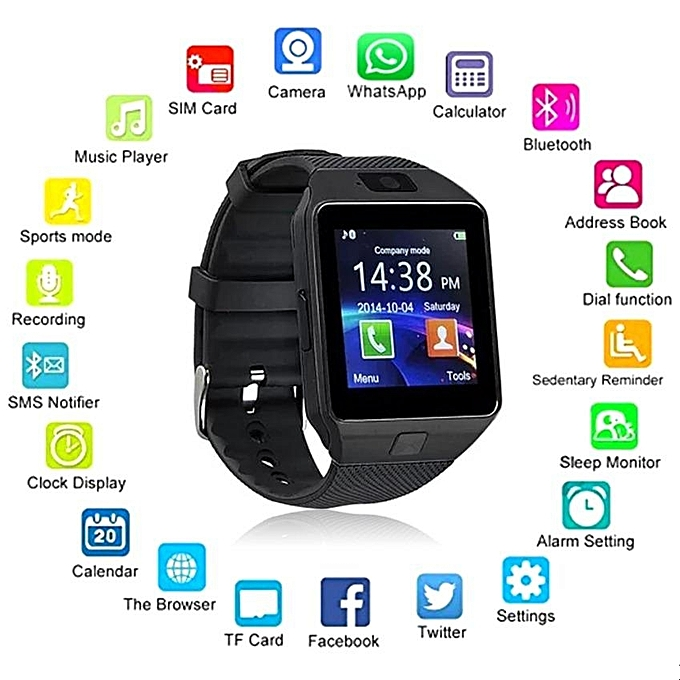 Camera
WhatsApp
SIM Card
Calculator
Bluetooth
Music Player
Address Book
Sports mode
Company mode
14:38 PM
2014-10-04 Saturday
Menu
Tools
Dial function
Recording
Sedentary Reminder
SMS Notifier
Sleep Monitor
Clock Display
Alarm Setting
20
Calendar
The Browser
TF Card
Facebook
Twitter
Settings